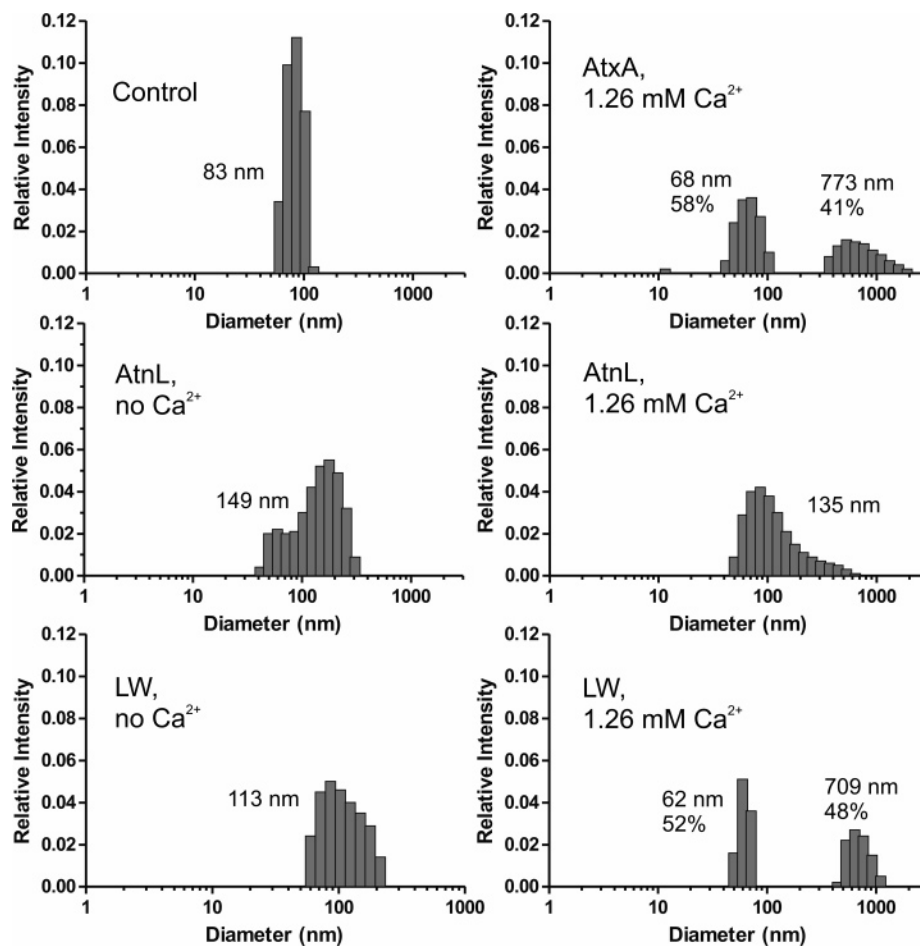 0.12
0.10
0.08
0.06
0.04
0.02
0.00
Relative Intensity
Control
83 nm
1 10 100 1000
Diameter (nm)
0.12
0.10
0.08
0.06
0.04
0.02
0.00
Relative Intensity
AtxA,
1.26 mM Ca²⁺
68 nm
58%
773 nm
41%
1 10 100 1000
Diameter (nm)
0.12
0.10
0.08
0.06
0.04
0.02
0.00
Relative Intensity
AtnL,
no Ca²⁺
149 nm
1 10 100 1000
Diameter (nm)
0.12
0.10
0.08
0.06
0.04
0.02
0.00
Relative Intensity
AtnL,
1.26 mM Ca²⁺
135 nm
1 10 100 1000
Diameter (nm)
0.12
0.10
0.08
0.06
0.04
0.02
0.00
Relative Intensity
LW,
no Ca²⁺
113 nm
1 10 100 1000
Diameter (nm)
0.12
0.10
0.08
0.06
0.04
0.02
0.00
Relative Intensity
LW,
1.26 mM Ca²⁺
62 nm
52%
709 nm
48%
1 10 100 1000
Diameter (nm)